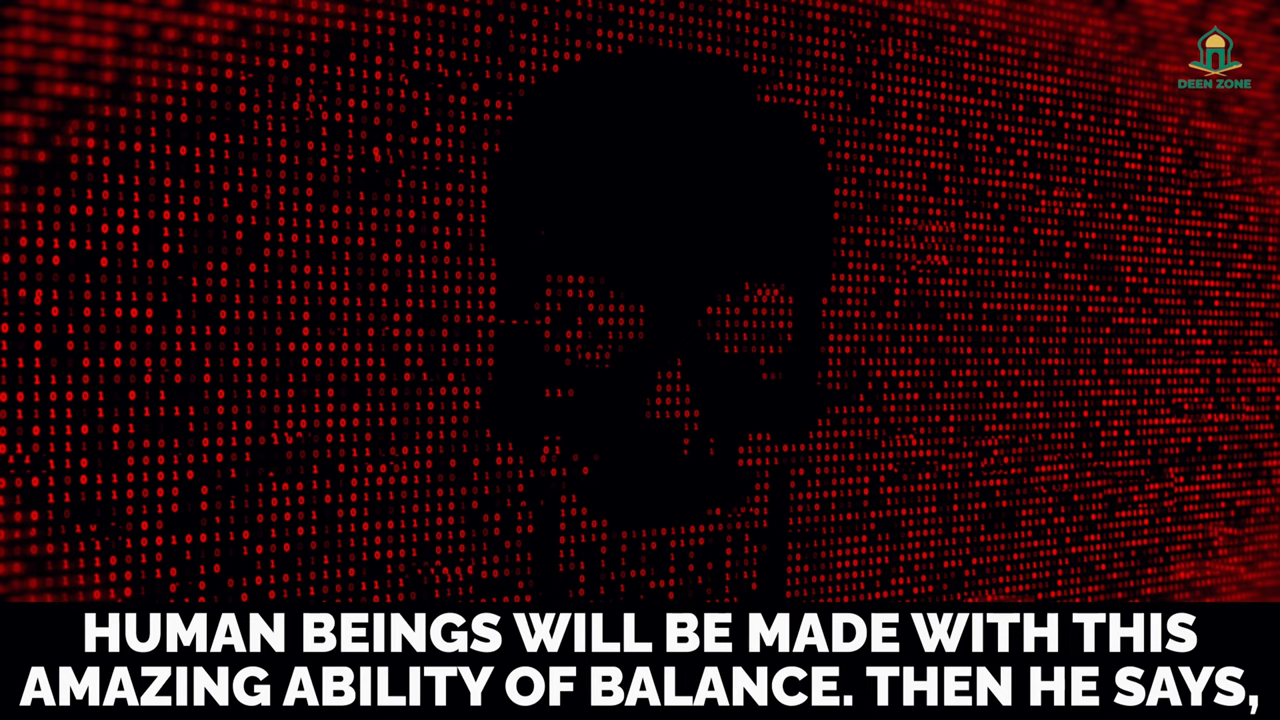 DEEN ZONE
HUMAN BEINGS WILL BE MADE WITH THIS
AMAZING ABILITY OF BALANCE. THEN HE SAYS,